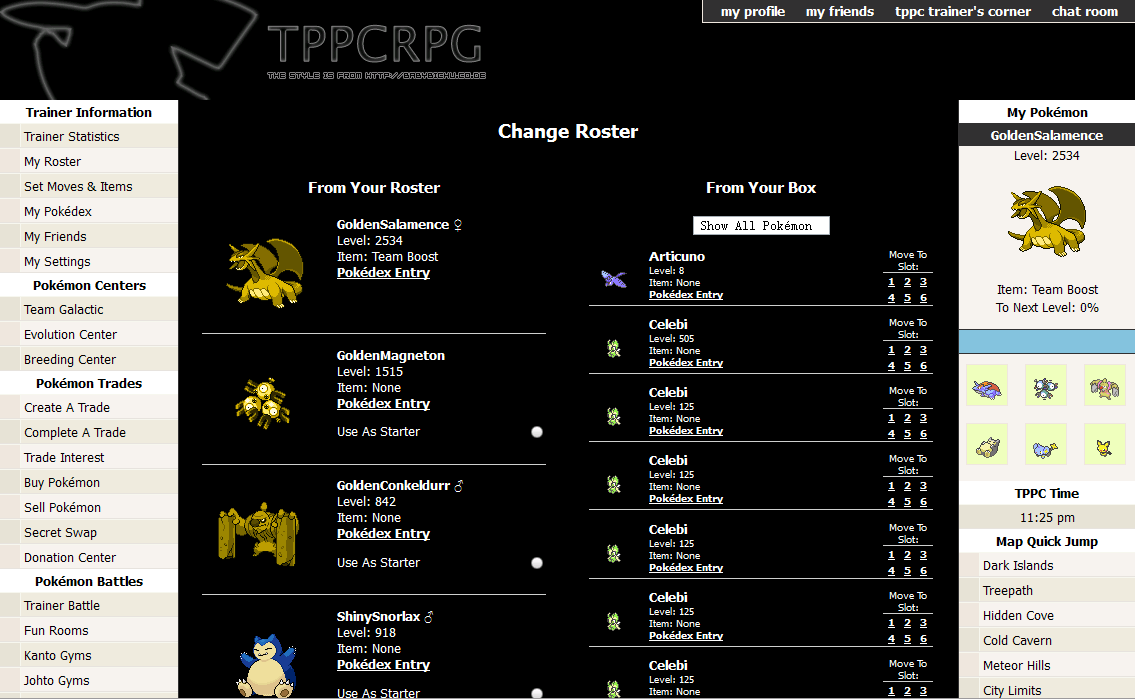 my profile my friends tppc trainer's corner chat room
TPPCRPG
THE STYLE IS FROM HTTP://BABYBICHU.CO.DE
Trainer Information
Trainer Statistics
My Roster
Set Moves & Items
My Pokédex
My Friends
My Settings
Pokémon Centers
Team Galactic
Evolution Center
Breeding Center
Pokémon Trades
Create A Trade
Complete A Trade
Trade Interest
Buy Pokémon
Sell Pokémon
Secret Swap
Donation Center
Pokémon Battles
Trainer Battle
Fun Rooms
Kanto Gyms
Johto Gyms
Change Roster
From Your Roster
GoldenSalamence ♀
Level: 2534
Item: Team Boost
Pokédex Entry
GoldenMagneton
Level: 1515
Item: None
Pokédex Entry
Use As Starter
GoldenConkeldurr ♂
Level: 842
Item: None
Pokédex Entry
Use As Starter
ShinySnorlax ♂
Level: 918
Item: None
Pokédex Entry
Use As Starter
From Your Box
Show All Pokémon
Articuno
Level: 8
Item: None
Pokédex Entry
Move To
Slot:
1 2 3
4 5 6
Celebi
Level: 505
Item: None
Pokédex Entry
Move To
Slot:
1 2 3
4 5 6
Celebi
Level: 125
Item: None
Pokédex Entry
Move To
Slot:
1 2 3
4 5 6
Celebi
Level: 125
Item: None
Pokédex Entry
Move To
Slot:
1 2 3
4 5 6
Celebi
Level: 125
Item: None
Pokédex Entry
Move To
Slot:
1 2 3
4 5 6
Celebi
Level: 125
Item: None
Pokédex Entry
Move To
Slot:
1 2 3
4 5 6
Celebi
Level: 125
Item: None
Move To
Slot:
1 2 3
My Pokémon
GoldenSalamence
Level: 2534
Item: Team Boost
To Next Level: 0%
TPPC Time
11:25 pm
Map Quick Jump
Dark Islands
Treepath
Hidden Cove
Cold Cavern
Meteor Hills
City Limits